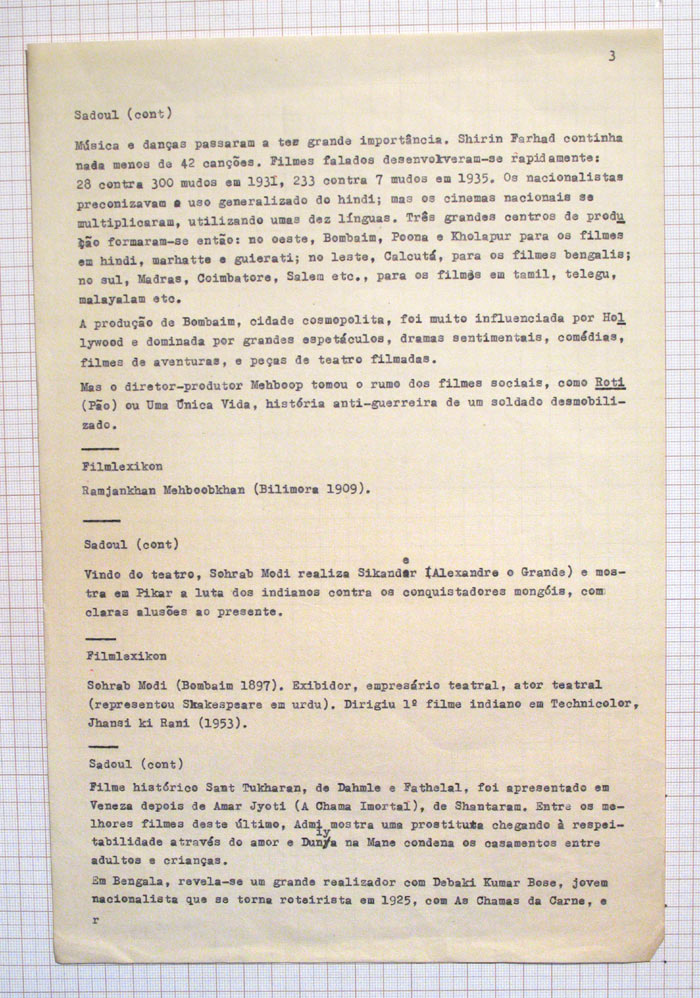 3
Sadoul (cont)
Música e danças passaram a ter grande importância. Shirin Farhad continha
nada menos de 42 canções. Filmes falados desenvolveram-se rapidamente:
28 contra 300 mudos em 1931, 233 contra 7 mudos em 1935. Os nacionalistas
preconizavam o uso generalizado do hindi; mas os cinemas nacionais se
multiplicaram, utilizando umas dez línguas. Três grandes centros de produ
ção formaram-se então: no oeste, Bombaim, Poona e Kholapur para os filmes
em hindi, marhatte e guierati; no leste, Calcutá, para os filmes bengalis;
no sul, Madras, Coimbatore, Salem etc., para os filmes em tamil, telegu,
malayalam etc.
A produção de Bombaim, cidade cosmopolita, foi muito influenciada por Hol
lywood e dominada por grandes espetáculos, dramas sentimentais, comédias,
filmes de aventuras, e peças de teatro filmadas.
Mas o diretor-produtor Mehboop tomou o rumo dos filmes sociais, como Roti
(Pão) ou Uma Única Vida, história anti-guerreira de um soldado desmobili-
zado.
Filmlexikon
Ramjankhan Mehboobkhan (Bilimora 1909).
Sadoul (cont)
Vindo do teatro, Sohrab Modi realiza Sikander (Alexandre o Grande) e mos-
tra em Pikar a luta dos indianos contra os conquistadores mongóis, com
claras alusões ao presente.
Filmlexikon
Sohrab Modi (Bombaim 1897). Exibidor, empresário teatral, ator teatral
(representou Shakespeare em urdu). Dirigiu 1º filme indiano em Technicolor,
Jhansi ki Rani (1953).
Sadoul (cont)
Filme histórico Sant Tukharan, de Dahmle e Fathelal, foi apresentado em
Veneza depois de Amar Jyoti (A Chama Imortal), de Shantaram. Entre os me-
lhores filmes deste último, Admi mostra uma prostituta chegando à respei-
tabilidade através do amor e Duniya na Mane condena os casamentos entre
adultos e crianças.
Em Bengala, revela-se um grande realizador com Debaki Kumar Bose, jovem
nacionalista que se torna roteirista em 1925, com As Chamas da Carne, e
r